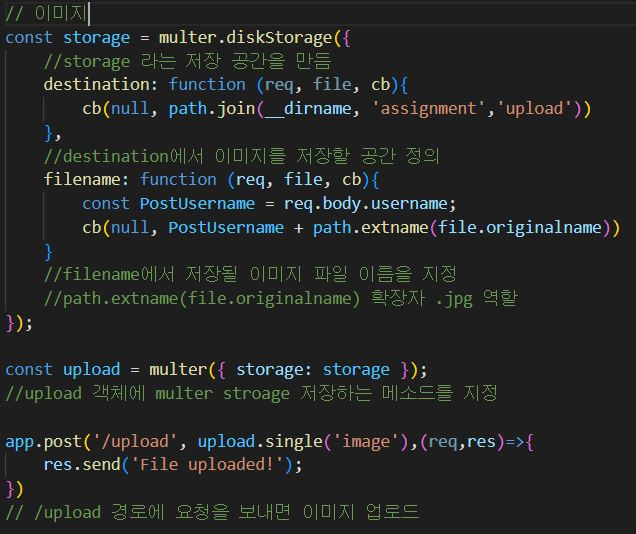 // 이미지
const storage = multer.diskStorage({
    //storage 라는 저장 공간을 만듬
    destination: function (req, file, cb){
        cb(null, path.join(__dirname, 'assignment','upload'))
    },
    //destination에서 이미지를 저장할 공간 정의
    filename: function (req, file, cb){
        const PostUsername = req.body.username;
        cb(null, PostUsername + path.extname(file.originalname))
    }
    //filename에서 저장될 이미지 파일 이름을 지정
    //path.extname(file.originalname) 확장자 .jpg 역할
});

const upload = multer({ storage: storage });
//upload 객체에 multer stroage 저장하는 메소드를 지정

app.post('/upload', upload.single('image'),(req,res)=>{
    res.send('File uploaded!');
})
// /upload 경로에 요청을 보내면 이미지 업로드